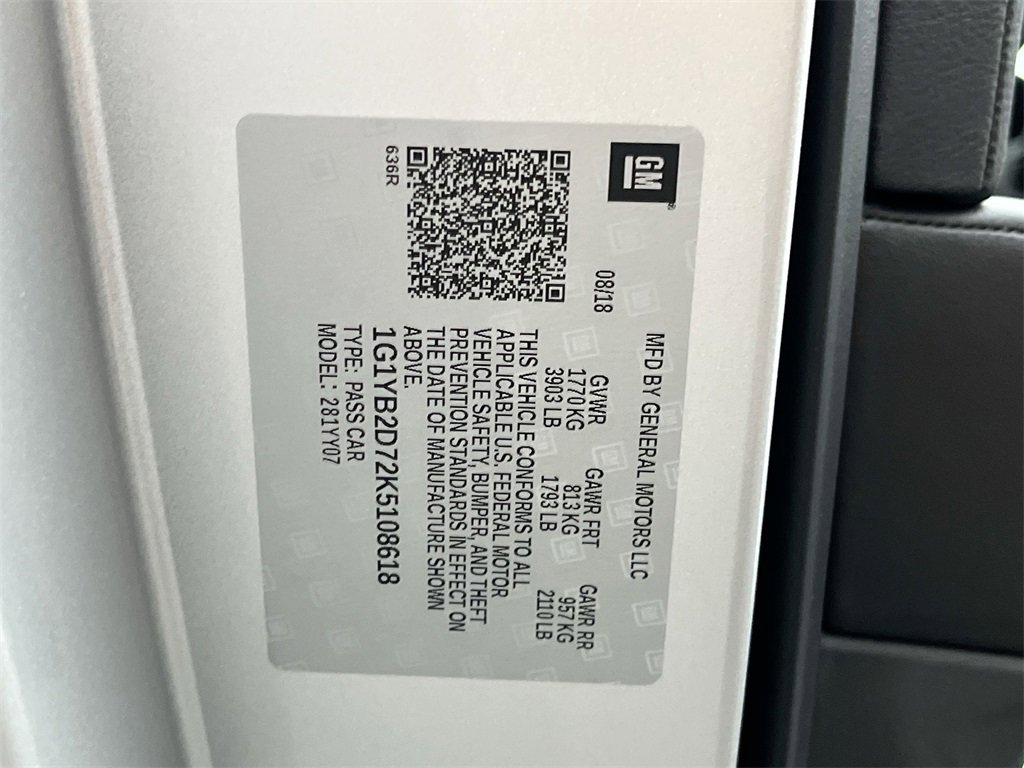 GM
MFD BY GENERAL MOTORS LLC
08/18
GVWR GAWR FRT GAWR RR
1770 KG 813 KG 957 KG
3903 LB 1793 LB 2110 LB
THIS VEHICLE CONFORMS TO ALL
APPLICABLE U.S. FEDERAL MOTOR
VEHICLE SAFETY, BUMPER, AND THEFT
PREVENTION STANDARDS IN EFFECT ON
THE DATE OF MANUFACTURE SHOWN
ABOVE.
1G1YB2D72K5108618
TYPE: PASS CAR
MODEL: 281YY07
636R